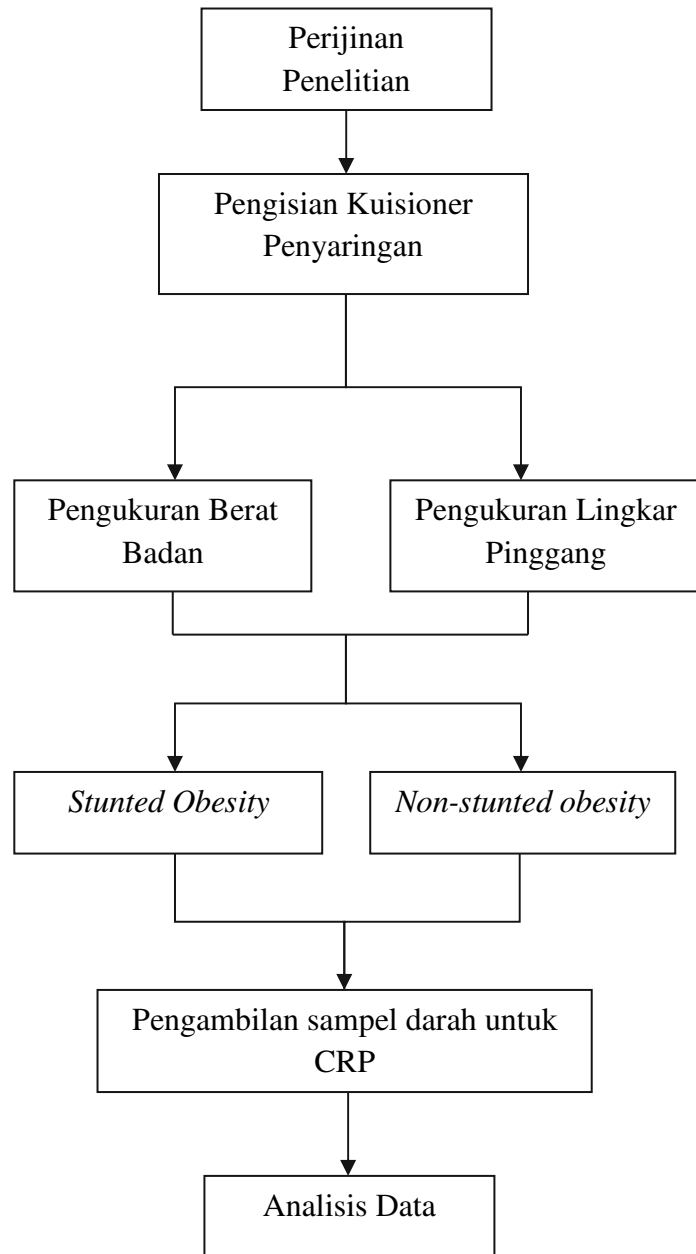 Perijinan
Penelitian
Pengisian Kuisioner
Penyaringan
Pengukuran Berat
Badan
Pengukuran Lingkar
Pinggang
Stunted Obesity
Non-stunted obesity
Pengambilan sampel darah untuk
CRP
Analisis Data